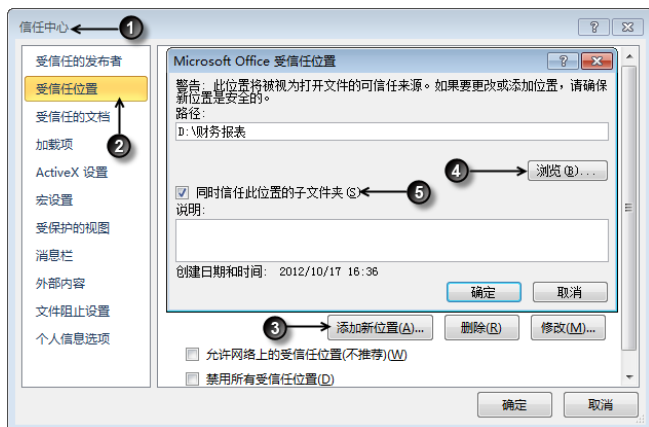 信任中心
1
受信任的发布者
受信任位置
受信任的文档
加载项
2
ActiveX 设置
宏设置
受保护的视图
消息栏
外部内容
文件阻止设置
个人信息选项
Microsoft Office 受信任位置
警告: 此位置将被视为打开文件的可信任来源。如果要更改或添加位置，请确保
新位置是安全的。
路径:
D:\财务报表
4
浏览(B)...
同时信任此位置的子文件夹(S)
5
说明:
创建日期和时间: 2012/10/17 16:36
确定
取消
3
添加新位置(A)...
删除(R)
修改(M)...
允许网络上的受信任位置(不推荐)(W)
禁用所有受信任位置(D)
确定
取消